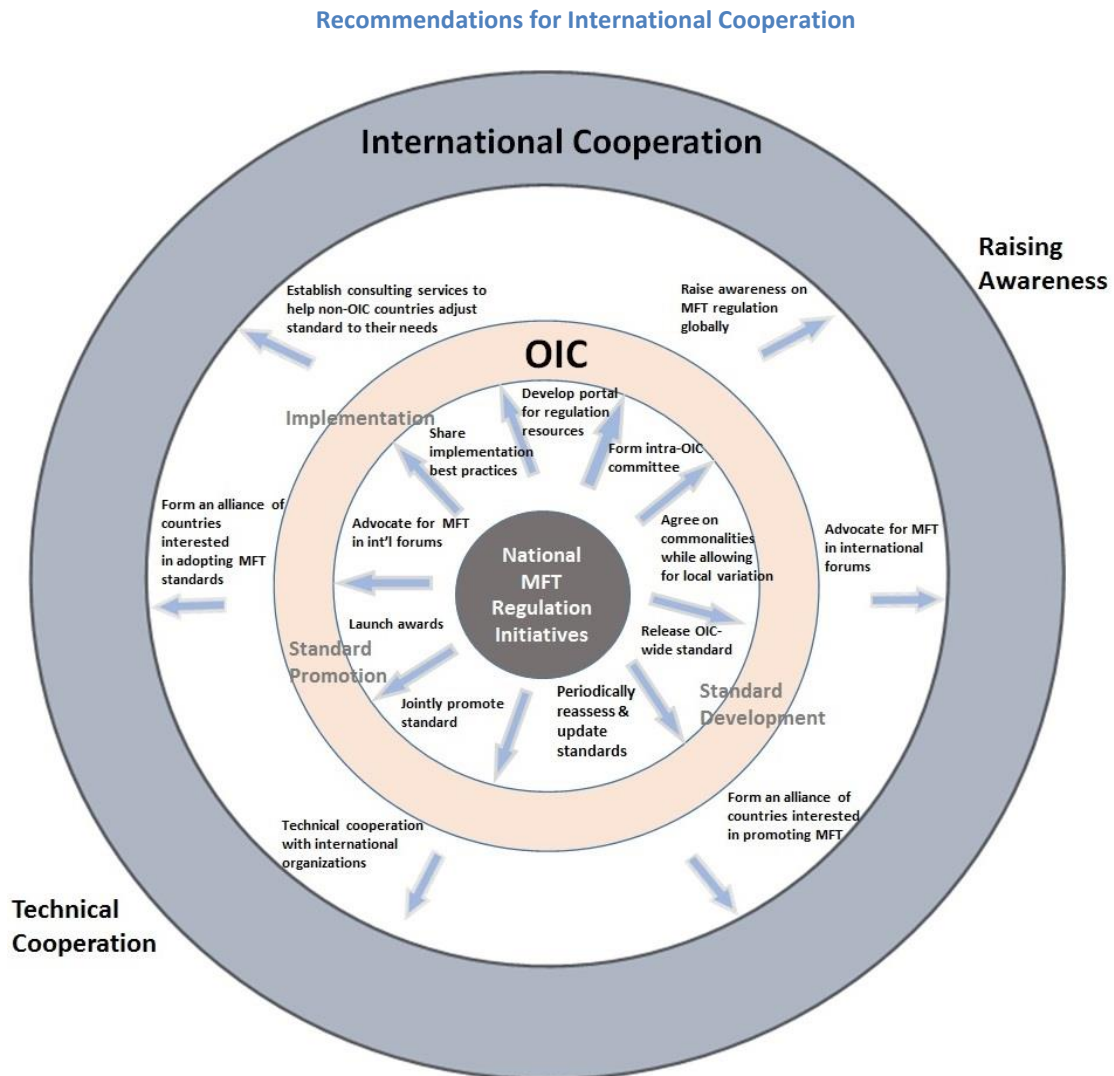 Recommendations for International Cooperation
International Cooperation
Raising
Awareness
Establish consulting services to
help non-OIC countries adjust
standard to their needs
Raise awareness on
MFT regulation
globally
OIC
Implementation
Develop portal
for regulation
resources
Share
implementation
best practices
Form intra-OIC
committee
Form an alliance of
countries
interested
in adopting MFT
standards
Advocate for MFT
in int'l forums
National
MFT
Regulation
Initiatives
Agree on
commonalities
while allowing
for local variation
Advocate for MFT
in international
forums
Launch awards
Release OIC-
wide standard
Standard
Promotion
Jointly promote
standard
Periodically
reassess &
update
standards
Standard
Development
Technical cooperation
with international
organizations
Form an alliance of
countries interested
in promoting MFT
Technical
Cooperation